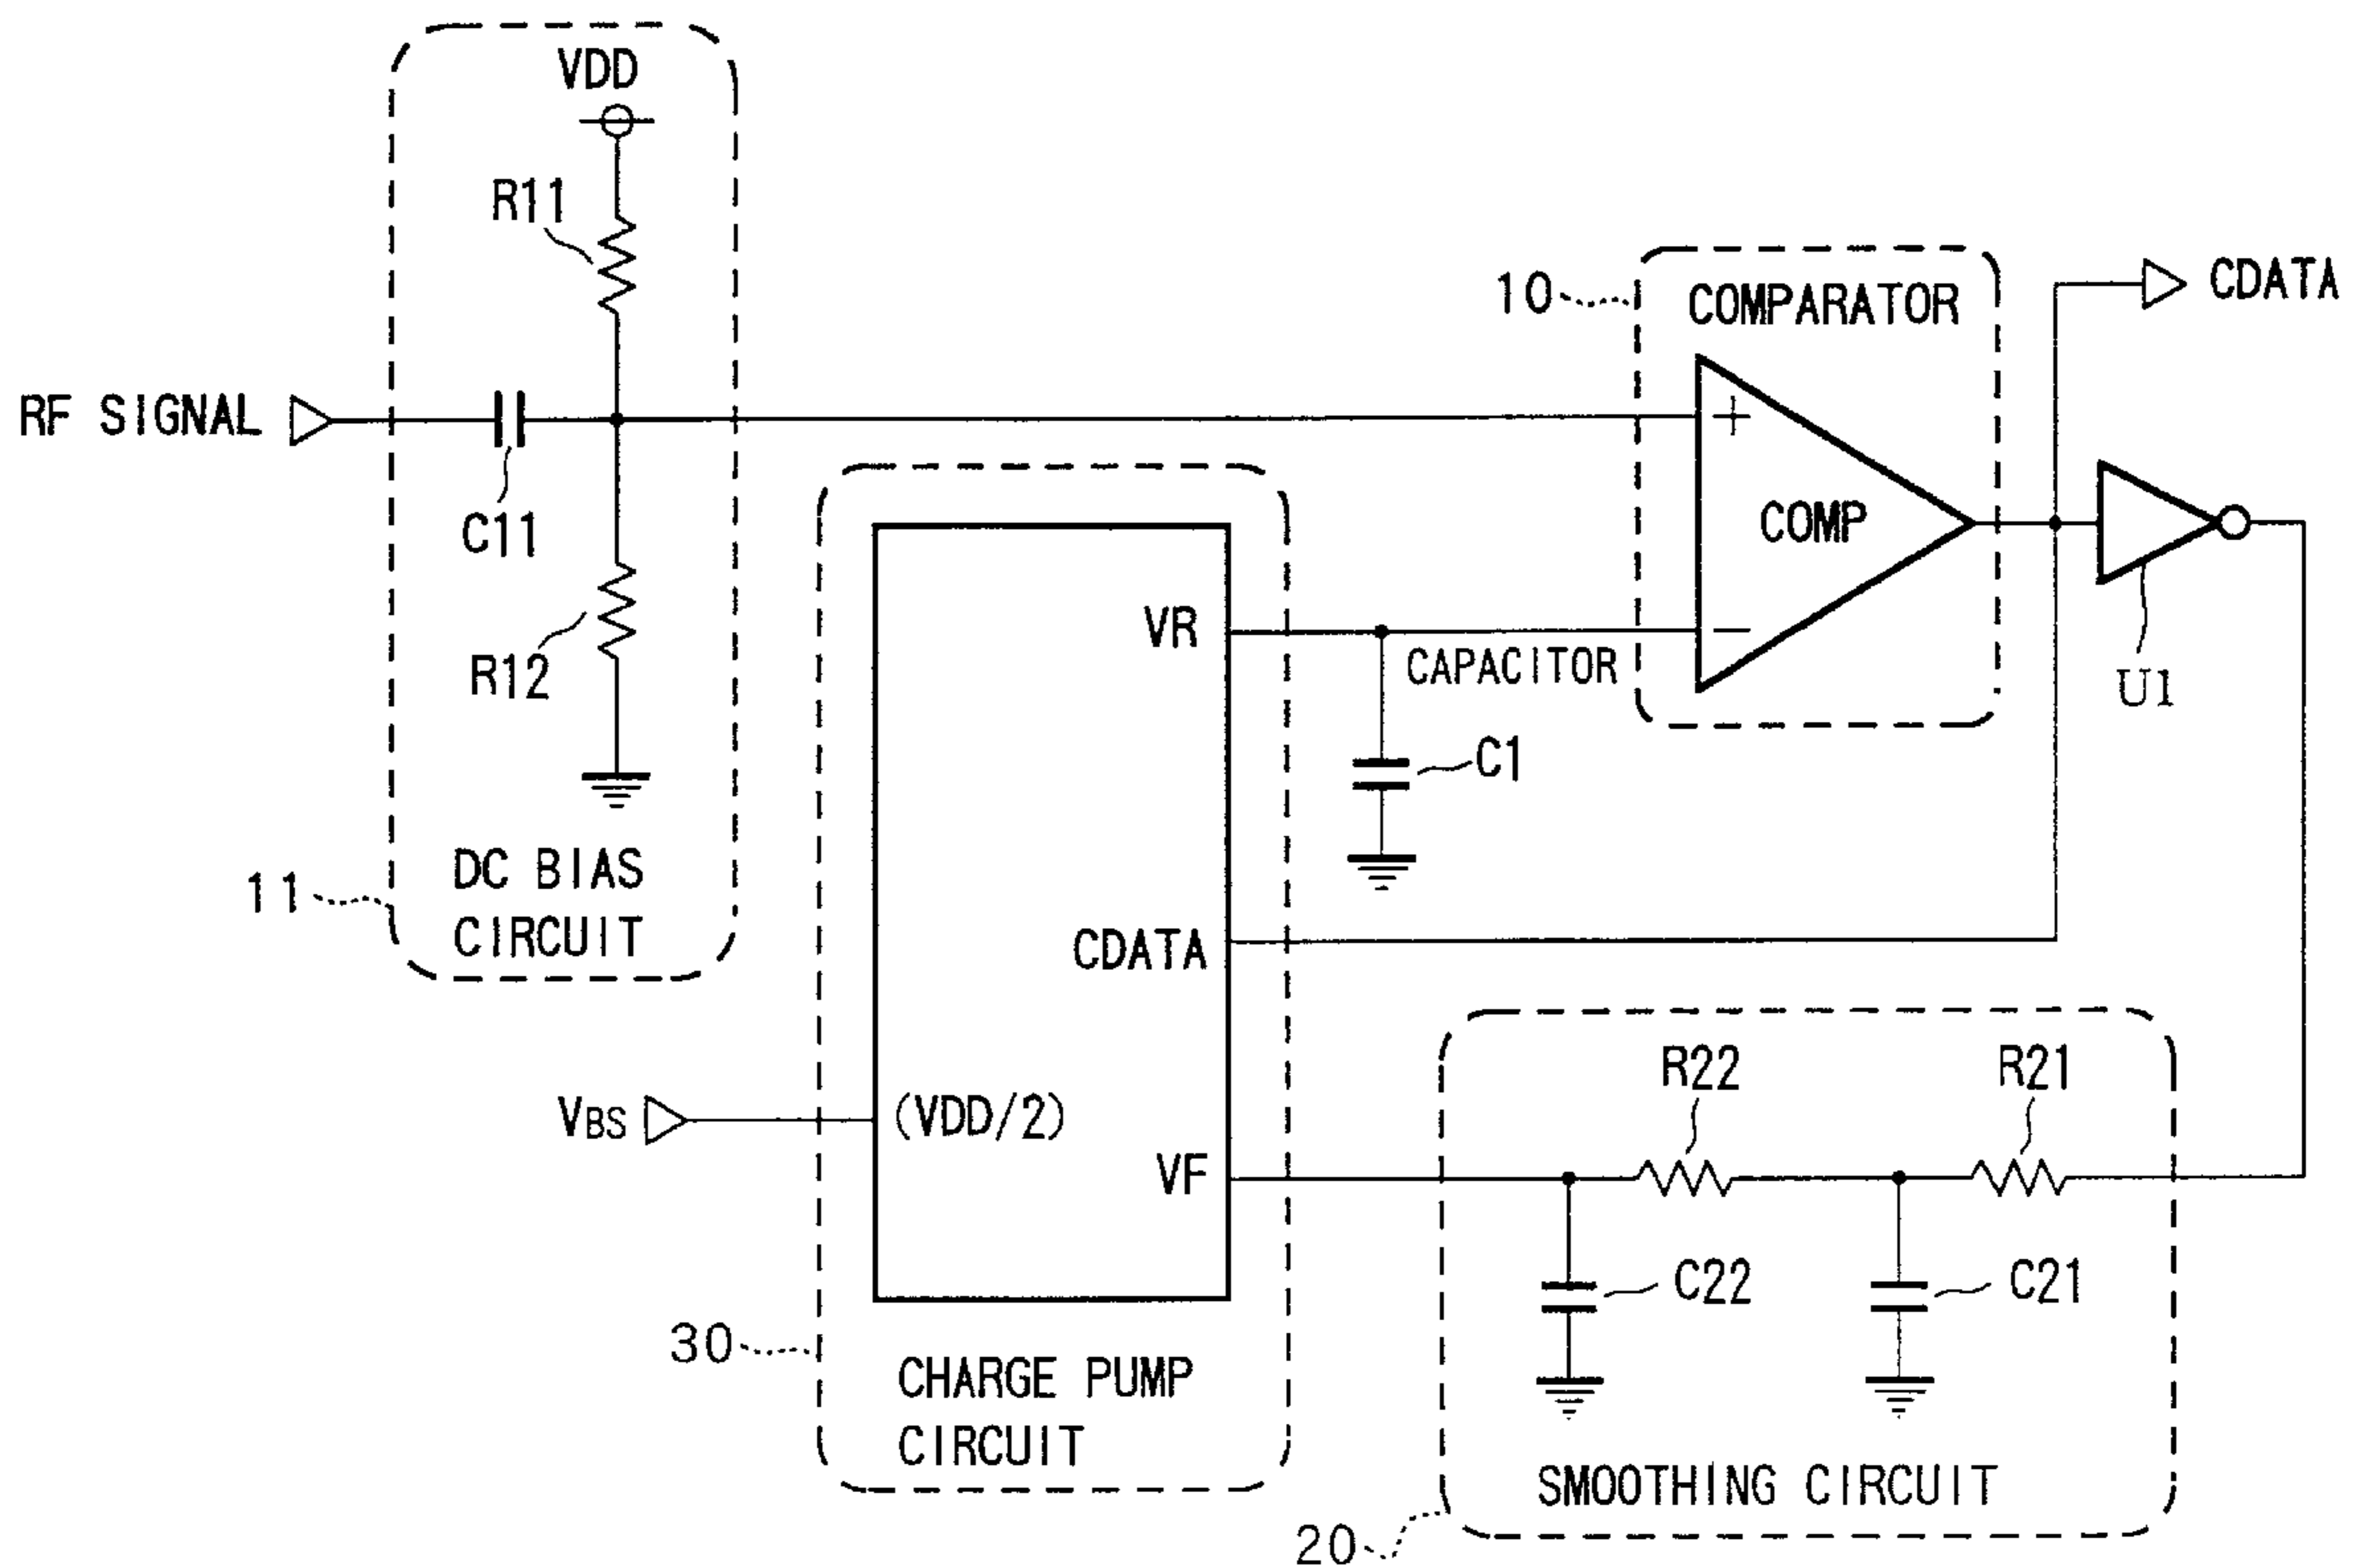 VDD
R11
10
COMPARATOR
CDATA
RF SIGNAL
+
C11
COMP
VR
−
CAPACITOR
R12
U1
C1
DC BIAS
CIRCUIT
11
CDATA
R22
R21
VBS
(VDD/2)
VF
C22
C21
30
CHARGE PUMP
CIRCUIT
SMOOTHING CIRCUIT
20